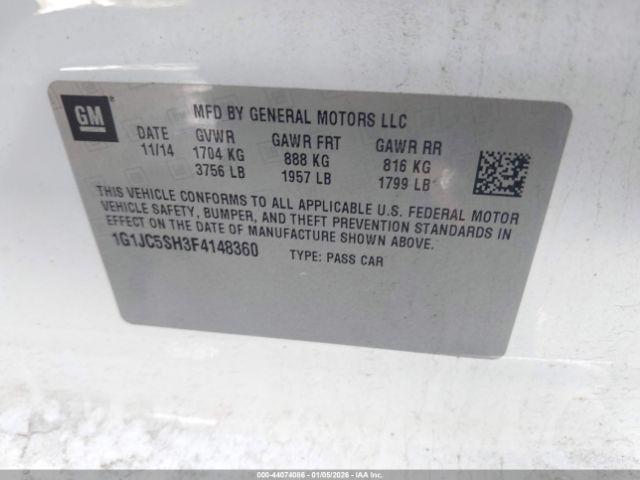 GM
MFD BY GENERAL MOTORS LLC
DATE GVWR GAWR FRT GAWR RR
11/14 1704 KG 888 KG 816 KG
3756 LB 1957 LB 1799 LB
THIS VEHICLE CONFORMS TO ALL APPLICABLE U.S. FEDERAL MOTOR
VEHICLE SAFETY, BUMPER, AND THEFT PREVENTION STANDARDS IN
EFFECT ON THE DATE OF MANUFACTURE SHOWN ABOVE.
1G1JC5SH3F4148360 TYPE: PASS CAR
000-44074086 - 01/05/2026 - IAAI.com